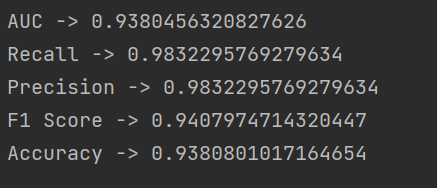 AUC -> 0.9380456320827626
Recall -> 0.9832295769279634
Precision -> 0.9832295769279634
F1 Score -> 0.9407974714320447
Accuracy -> 0.9380801017164654